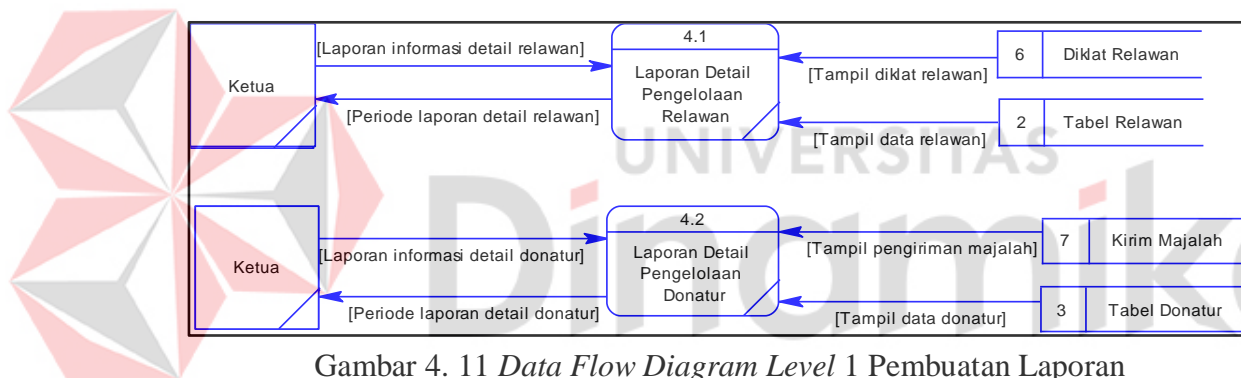 4.1
[Laporan informasi detail relawan]
6 Diklat Relawan
Ketua
Laporan Detail
Pengelolaan
Relawan
[Tampil diklat relawan]
[Periode laporan detail relawan]
2 Tabel Relawan
[Tampil data relawan]
UNIVERSITAS
Dinamika
4.2
[Laporan informasi detail donatur]
7 Kirim Majalah
Ketua
Laporan Detail
Pengelolaan
Donatur
[Tampil pengiriman majalah]
[Periode laporan detail donatur]
3 Tabel Donatur
[Tampil data donatur]
Gambar 4. 11 Data Flow Diagram Level 1 Pembuatan Laporan